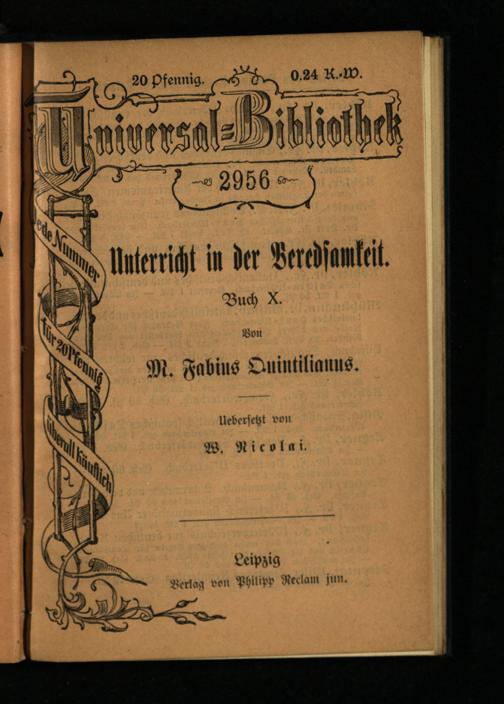 20 Pfennig. 0.24 K.-W.
Universal-Bibliothek
2956
Jede Nummer
für 20 Pfennig
überall käuflich
Unterricht in der Beredsamkeit.
Buch X.
Von
M. Fabius Quintilianus.
Uebersetzt von
W. Nicolai.
Leipzig
Verlag von Philipp Reclam jun.